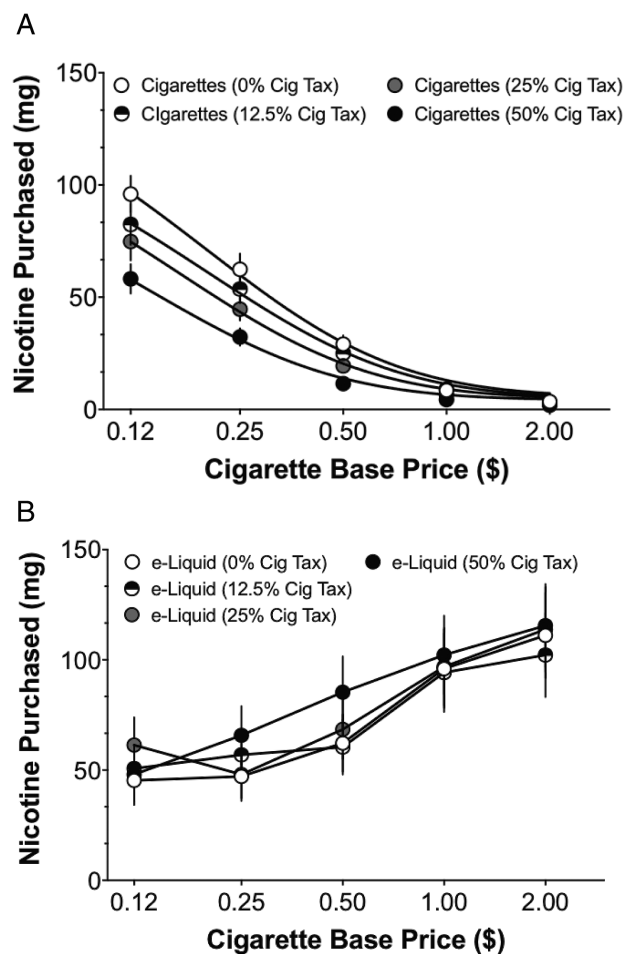 A
150
Cigarettes (0% Cig Tax)
Cigarettes (25% Cig Tax)
CIgarettes (12.5% Cig Tax)
Cigarettes (50% Cig Tax)
100
50
0
Nicotine Purchased (mg)
0.12 0.25 0.50 1.00 2.00
Cigarette Base Price ($)
B
150
e-Liquid (0% Cig Tax)
e-Liquid (50% Cig Tax)
e-Liquid (12.5% Cig Tax)
e-Liquid (25% Cig Tax)
100
50
0
Nicotine Purchased (mg)
0.12 0.25 0.50 1.00 2.00
Cigarette Base Price ($)